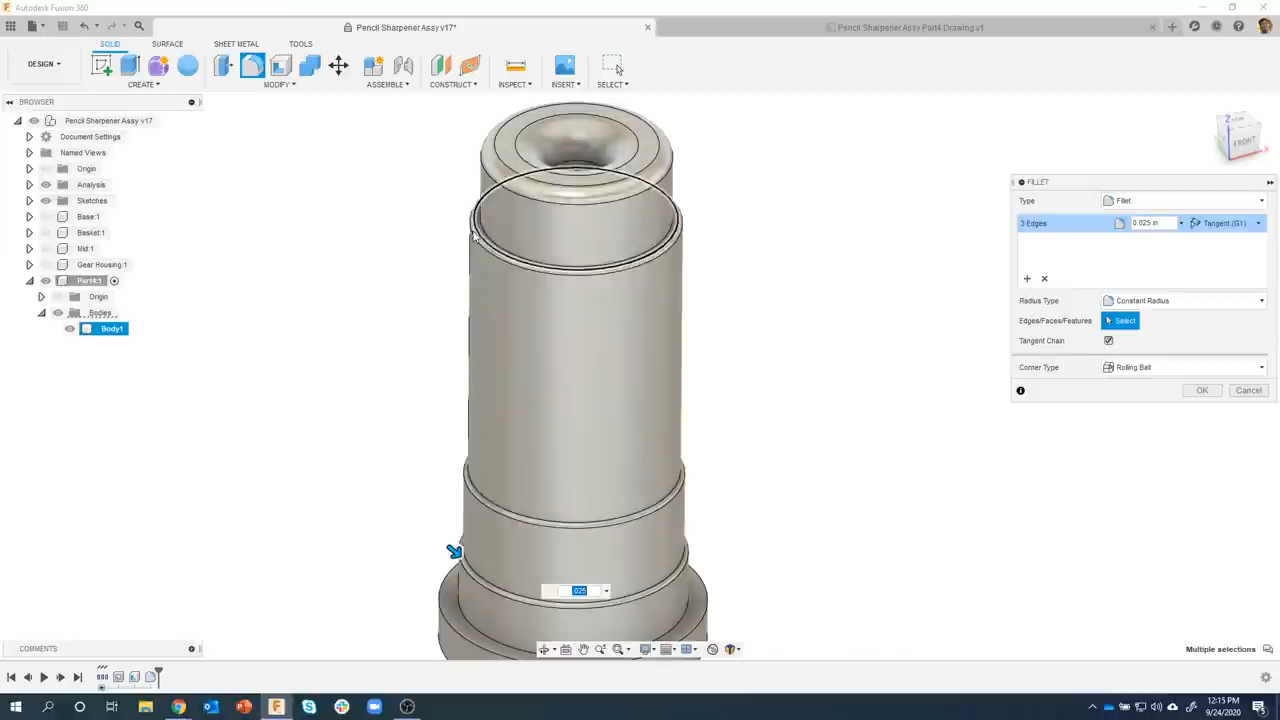 Autodesk Fusion 360
Pencil Sharpener Assy v17*
Pencil Sharpener Assy Part4 Drawing v1
SOLID
SURFACE
SHEET METAL
TOOLS
DESIGN
CREATE
MODIFY
ASSEMBLE
CONSTRUCT
INSPECT
INSERT
SELECT
BROWSER
Pencil Sharpener Assy v17
Document Settings
Named Views
Origin
Analysis
Sketches
Base:1
Basket:1
Mid:1
Gear Housing:1
Part4:1
Origin
Bodies
Body1
Z
FRONT
X
FILLET
Type Fillet
3 Edges 0.025 in Tangent (G1)
Radius Type Constant Radius
Edges/Faces/Features Select
Tangent Chain
Corner Type Rolling Ball
OK Cancel
025
COMMENTS
Multiple selections
12:15 PM
9/24/2020